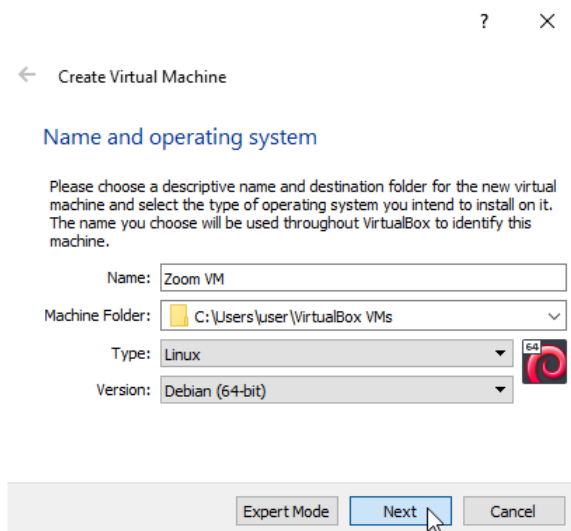 ?
Create Virtual Machine
Name and operating system
Please choose a descriptive name and destination folder for the new virtual
machine and select the type of operating system you intend to install on it.
The name you choose will be used throughout VirtualBox to identify this
machine.
Name: Zoom VM
Machine Folder: C:\Users\user\VirtualBox VMs
Type: Linux
64
Version: Debian (64-bit)
Expert Mode Next Cancel